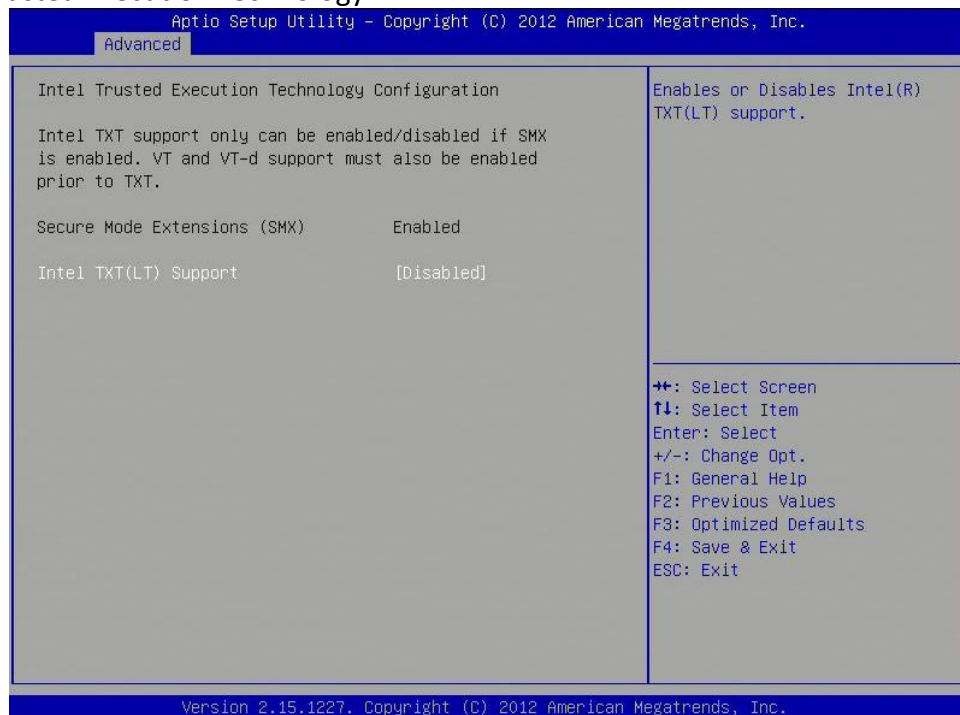 Aptio Setup Utility – Copyright (C) 2012 American Megatrends, Inc.
Advanced
Intel Trusted Execution Technology Configuration
Intel TXT support only can be enabled/disabled if SMX
is enabled. VT and VT-d support must also be enabled
prior to TXT.
Secure Mode Extensions (SMX) Enabled
Intel TXT(LT) Support [Disabled]
Enables or Disables Intel(R)
TXT(LT) support.
→←: Select Screen
↑↓: Select Item
Enter: Select
+/-: Change Opt.
F1: General Help
F2: Previous Values
F3: Optimized Defaults
F4: Save & Exit
ESC: Exit
Version 2.15.1227. Copyright (C) 2012 American Megatrends, Inc.